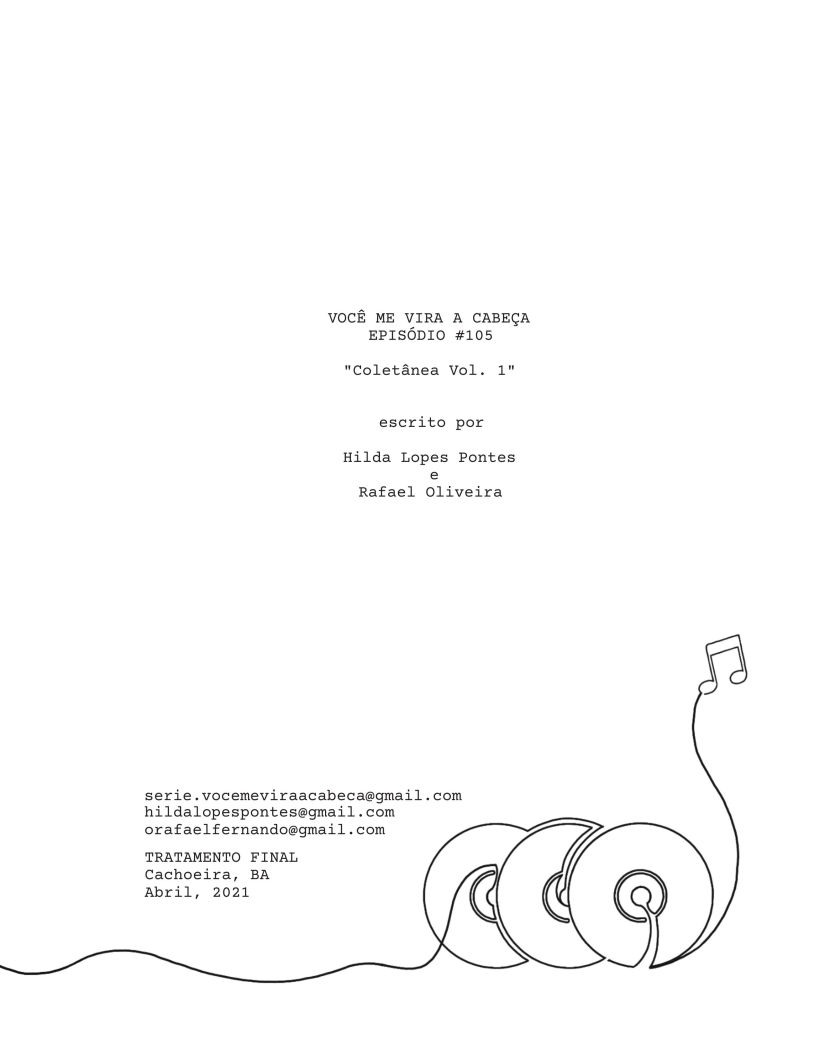 VOCÊ ME VIRA A CABEÇA
EPISÓDIO #105
"Coletânea Vol. 1"
escrito por
Hilda Lopes Pontes
e
Rafael Oliveira
serie.vocemeviraacabeca@gmail.com
hildalopespontes@gmail.com
orafaelfernando@gmail.com
TRATAMENTO FINAL
Cachoeira, BA
Abril, 2021